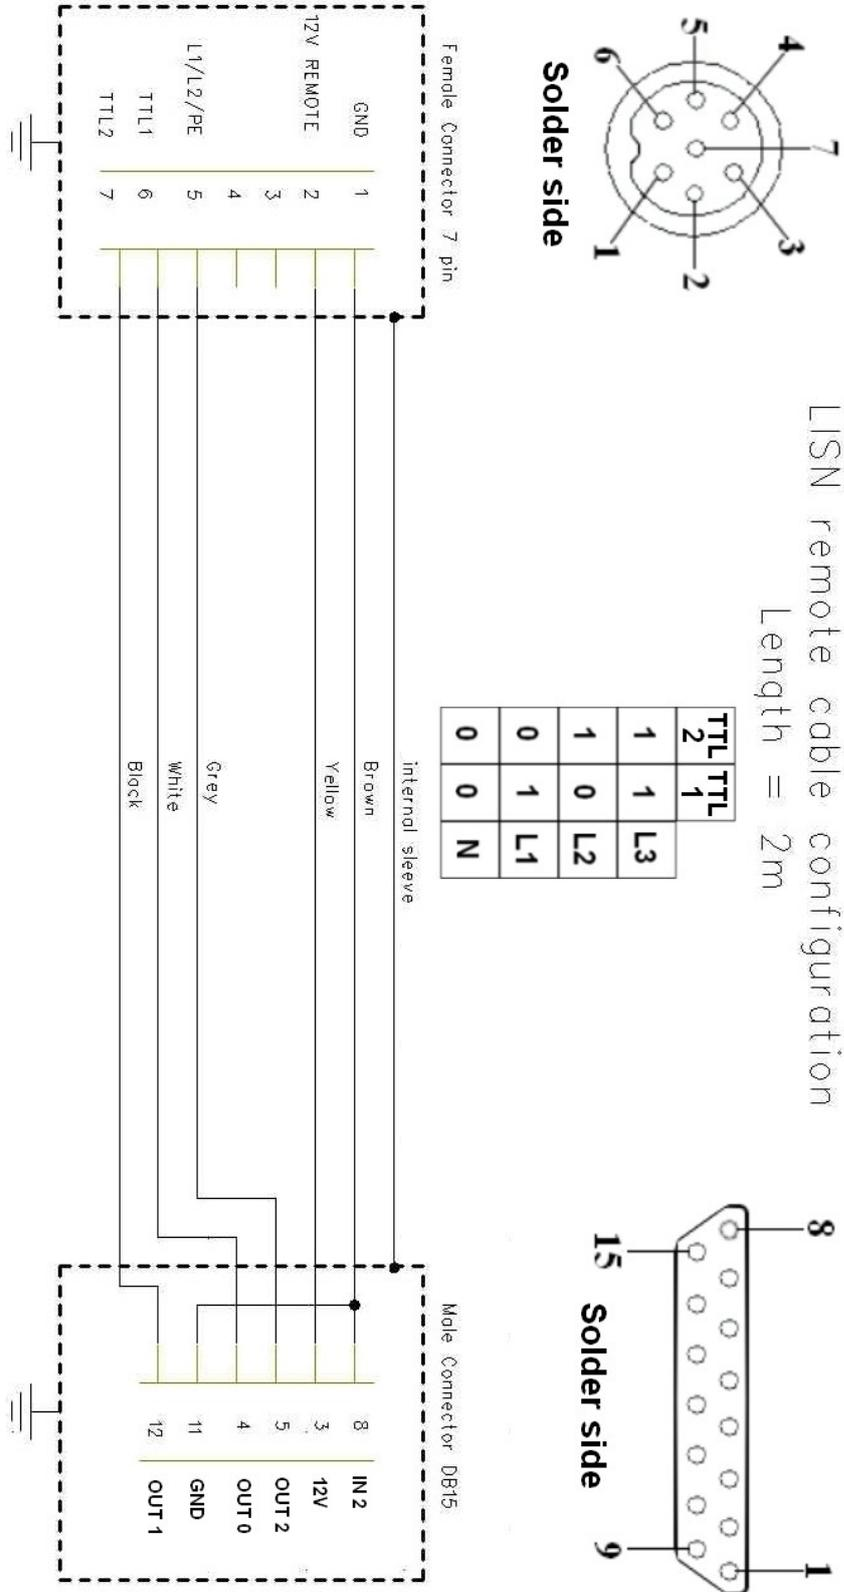 LISN remote cable configuration
Length = 2m
7
4 3
5 2
6 1
Solder side
TTL 2 TTL 1
1 1 L3
1 0 L2
0 1 L1
0 0 N
8 1
15 9
Solder side
Female Connector 7 pin
GND 1
12V REMOTE 2
3
4
L1/L2/PE 5
TTL1 6
TTL2 7
internal sleeve
Brown
Yellow
Grey
White
Black
Male Connector DB15
8 IN 2
3 12V
5 OUT 2
4 OUT 0
11 GND
12 OUT 1